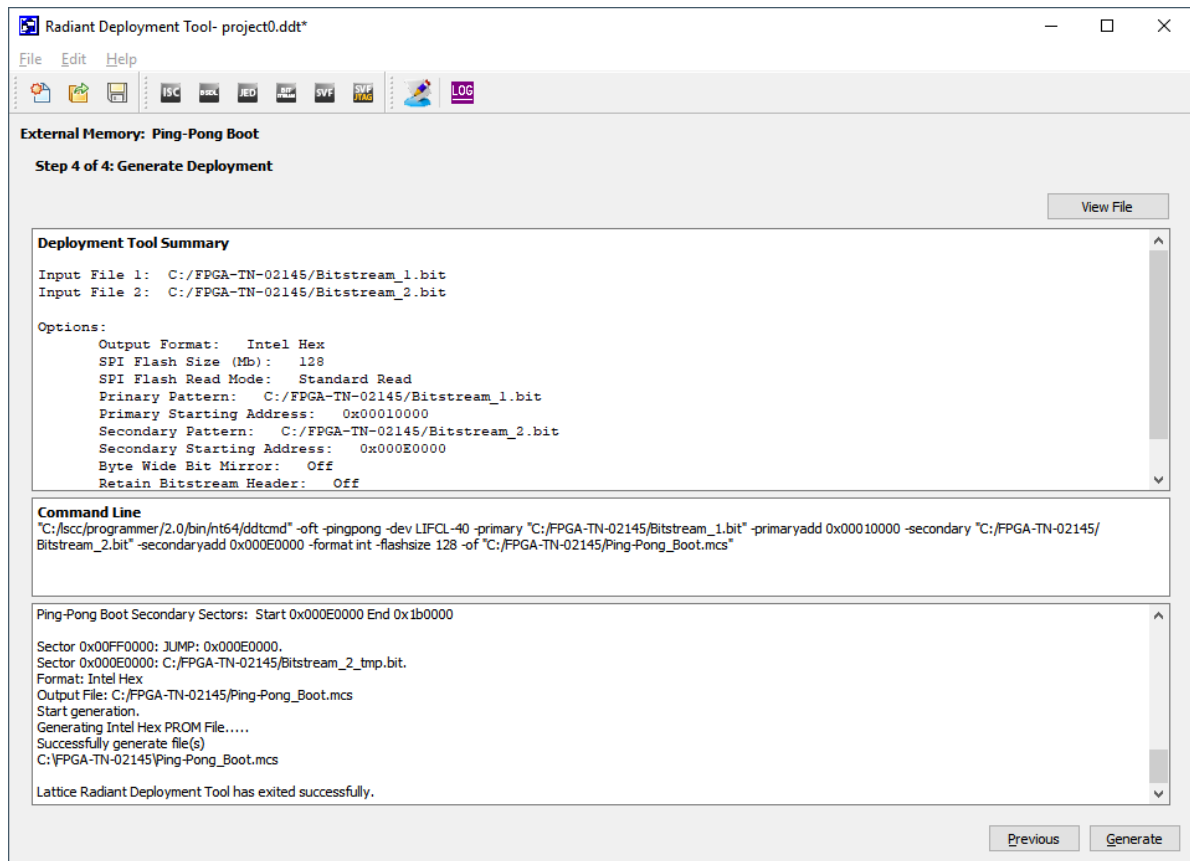 Radiant Deployment Tool- project0.ddt*
File Edit Help
ISC BSDL JED BIT STREAM SVF SVF JTAG LOG
External Memory: Ping-Pong Boot
Step 4 of 4: Generate Deployment
View File
Deployment Tool Summary
Input File 1: C:/FPGA-TN-02145/Bitstream_1.bit
Input File 2: C:/FPGA-TN-02145/Bitstream_2.bit
Options:
Output Format: Intel Hex
SPI Flash Size (Mb): 128
SPI Flash Read Mode: Standard Read
Prinary Pattern: C:/FPGA-TN-02145/Bitstream_1.bit
Primary Starting Address: 0x00010000
Secondary Pattern: C:/FPGA-TN-02145/Bitstream_2.bit
Secondary Starting Address: 0x000E0000
Byte Wide Bit Mirror: Off
Retain Bitstream Header: Off
Command Line
"C:/lscc/programmer/2.0/bin/nt64/ddtcmd" -oft -pingpong -dev LIFCL-40 -primary "C:/FPGA-TN-02145/Bitstream_1.bit" -primaryadd 0x00010000 -secondary "C:/FPGA-TN-02145/
Bitstream_2.bit" -secondaryadd 0x000E0000 -format int -flashsize 128 -of "C:/FPGA-TN-02145/Ping-Pong_Boot.mcs"
Ping-Pong Boot Secondary Sectors: Start 0x000E0000 End 0x1b0000
Sector 0x00FF0000: JUMP: 0x000E0000.
Sector 0x000E0000: C:/FPGA-TN-02145/Bitstream_2_tmp.bit.
Format: Intel Hex
Output File: C:/FPGA-TN-02145/Ping-Pong_Boot.mcs
Start generation.
Generating Intel Hex PROM File.....
Successfully generate file(s)
C:\FPGA-TN-02145\Ping-Pong_Boot.mcs
Lattice Radiant Deployment Tool has exited successfully.
Previous Generate